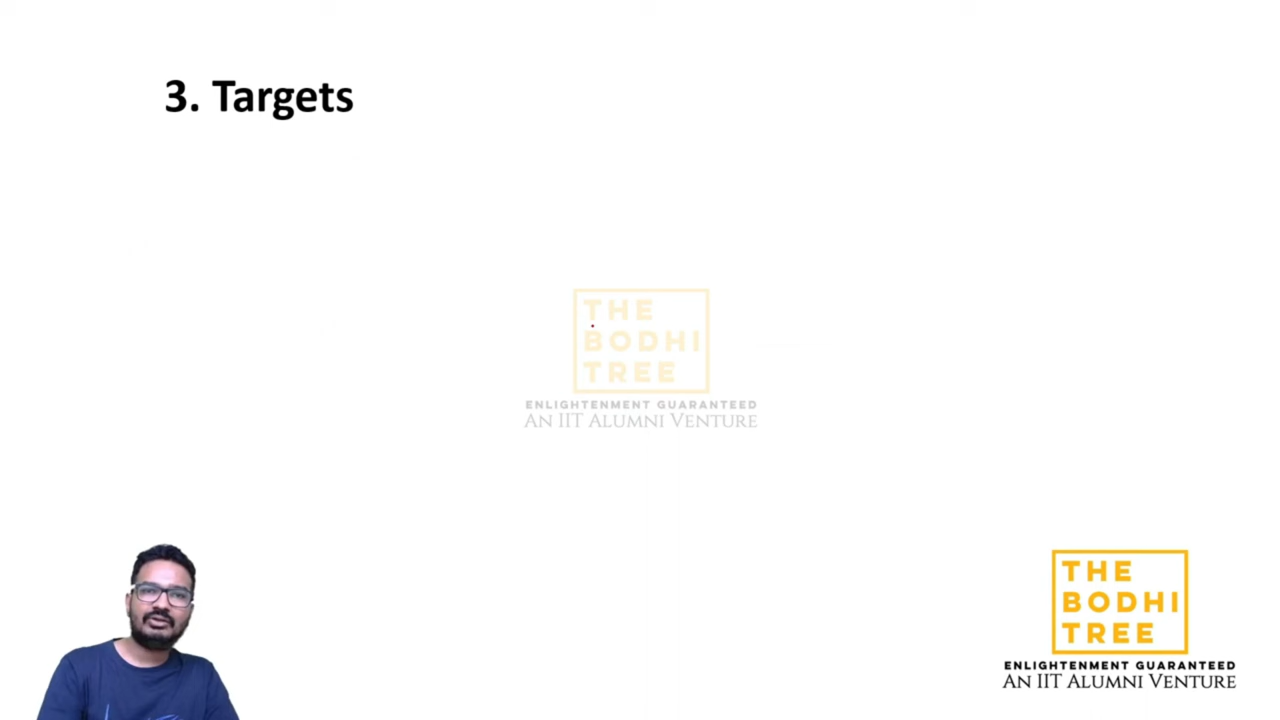 3. Targets
THE
BODHI
TREE
ENLIGHTENMENT GUARANTEED
AN IIT ALUMNI VENTURE
THE
BODHI
TREE
ENLIGHTENMENT GUARANTEED
AN IIT ALUMNI VENTURE